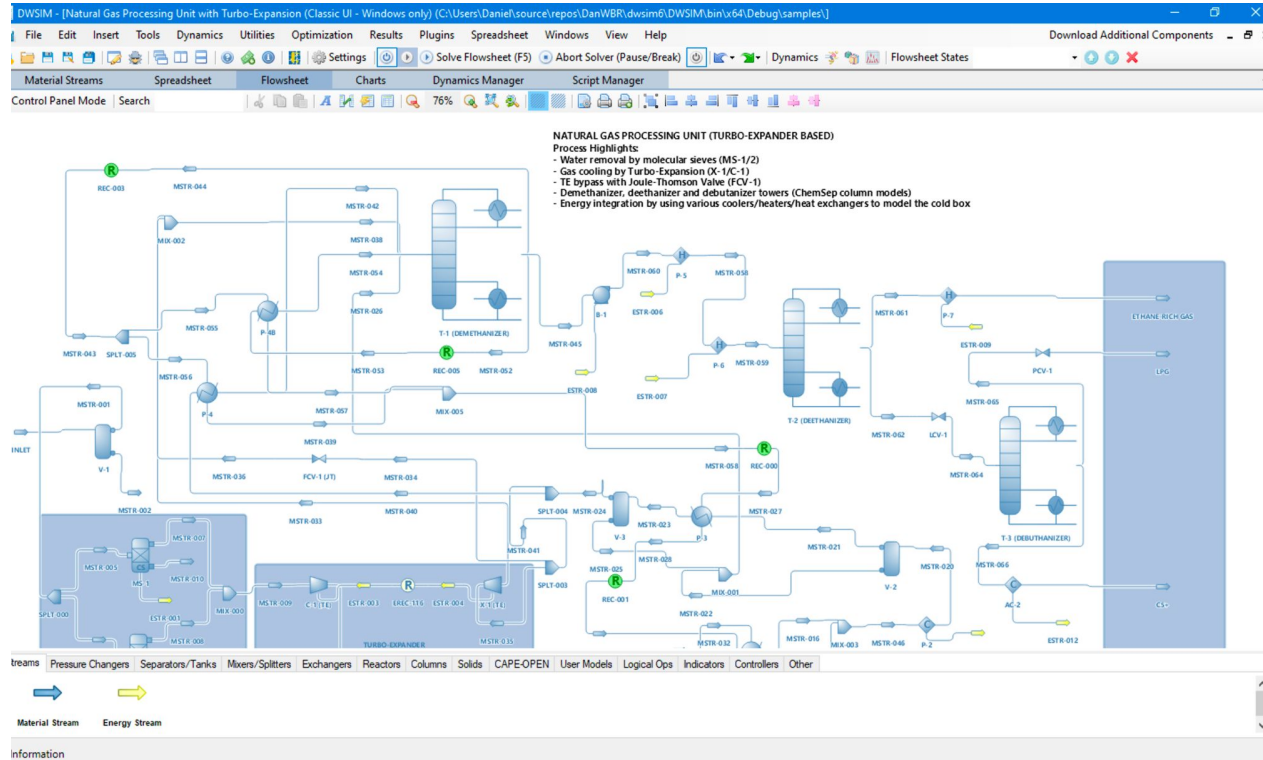 DWSIM - [Natural Gas Processing Unit with Turbo-Expansion (Classic UI - Windows only) (C:\Users\Daniel\source\repos\DanWBR\dwsim6\DWSIM\bin\x64\Debug\samples\]
File Edit Insert Tools Dynamics Utilities Optimization Results Plugins Spreadsheet Windows View Help Download Additional Components
Settings Solve Flowsheet (F5) Abort Solver (Pause/Break) Dynamics Flowsheet States
Material Streams Spreadsheet Flowsheet Charts Dynamics Manager Script Manager
Control Panel Mode Search 76%
NATURAL GAS PROCESSING UNIT (TURBO-EXPANDER BASED)
Process Highlights:
- Water removal by molecular sieves (MS-1/2)
- Gas cooling by Turbo-Expansion (X-1/C-1)
- TE bypass with Joule-Thomson Valve (FCV-1)
- Demethanizer, deethanizer and debutanizer towers (ChemSep column models)
- Energy integration by using various coolers/heaters/heat exchangers to model the cold box
R
REC-003 MSTR-044
MSTR-042
MIX-002 MSTR-038
MSTR-054
MSTR-060 H P-5 MSTR-058
MSTR-026
ESTR-006 B-1
MSTR-061 H P-7
ETHANE-RICH-GAS
MSTR-055 P-4B T-1 (DEMETHANIZER)
MSTR-045
MSTR-043 SPLT-005
R
H P-6 MSTR-059
ESTR-009
MSTR-056 MSTR-053 REC-005 MSTR-052
PCV-1 LPG
ESTR-008 ESTR-007
MSTR-001 P-4 MSTR-057 MIX-005
MSTR-065
T-2 (DEETHANIZER)
MSTR-062 LCV-1
INLET V-1 MSTR-039
MSTR-036 FCV-1 (JT) MSTR-034
R
MSTR-058 REC-000
MSTR-064
MSTR-002 MSTR-033 MSTR-040 SPLT-004 MSTR-024 MSTR-027
MSTR-023
V-3 P-3
T-3 (DEBUTHANIZER)
MSTR-007
MSTR-041 MSTR-028 MSTR-021
MSTR-005 MSTR-025 MSTR-020 MSTR-066
CS MS-1 MSTR-010
SPLT-003 R MIX-001 V-2
REC-001
C AC-2 C5+
MSTR-009 C-1 (TE) ESTR-003 R EREC-116 ESTR-004 X-1 (TE)
SPLT-000 ESTR-001 MIX-000
MSTR-022
C
MSTR-008 TURBO-EXPANDER MSTR-035
MSTR-032 MSTR-016 MIX-003 MSTR-046 P-2
ESTR-012
treams Pressure Changers Separators/Tanks Mixers/Splitters Exchangers Reactors Columns Solids CAPE-OPEN User Models Logical Ops Indicators Controllers Other
Material Stream Energy Stream
Information